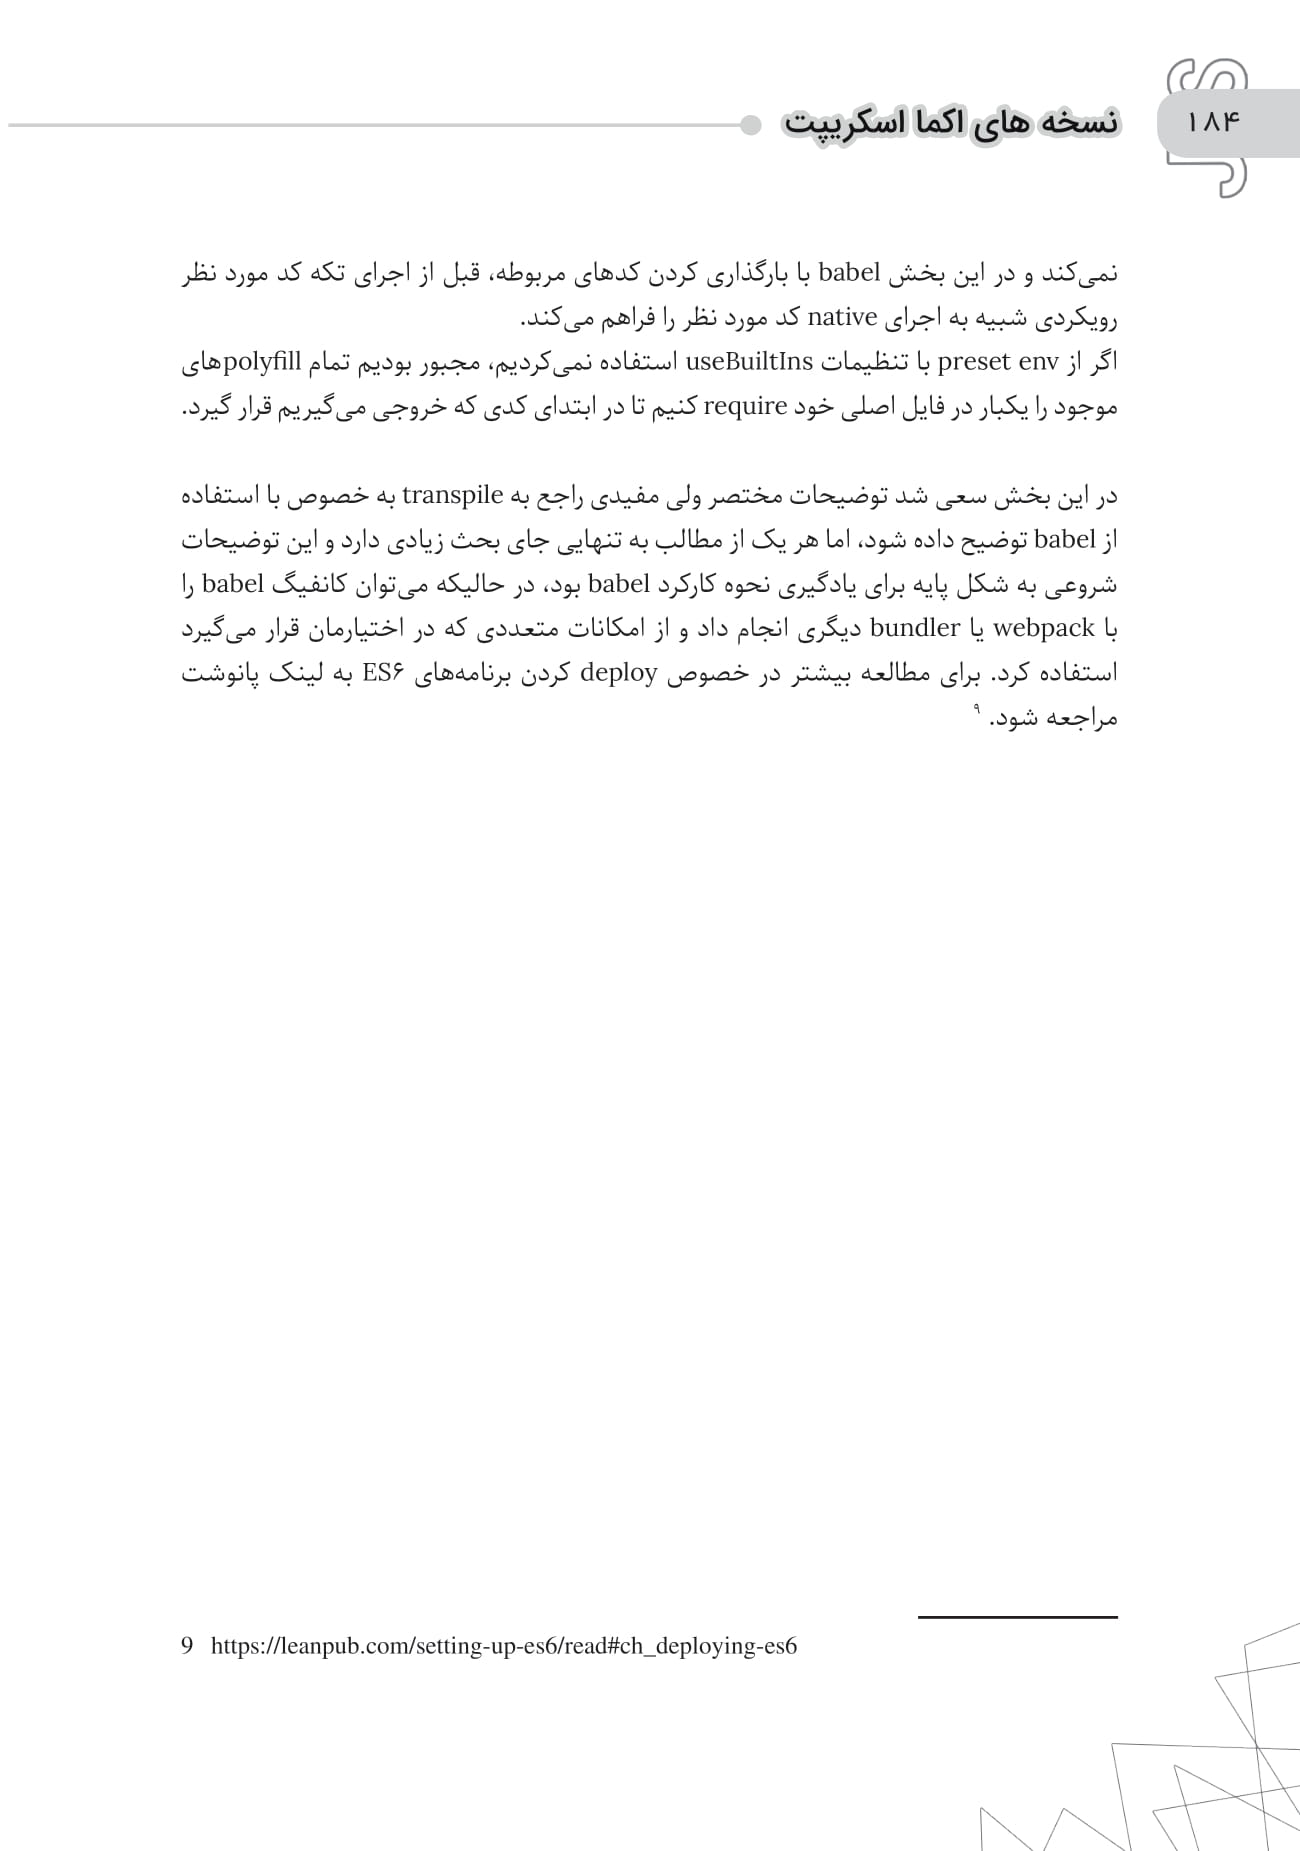 ۱۸۴
نسخه های اکما اسکریپت
نمی‌کند و در این بخش babel با بارگذاری کردن کدهای مربوطه، قبل از اجرای تکه کد مورد نظر
رویکردی شبیه به اجرای native کد مورد نظر را فراهم می‌کند.
اگر از preset env با تنظیمات useBuiltIns استفاده نمی‌کردیم، مجبور بودیم تمام polyfillهای
موجود را یکبار در فایل اصلی خود require کنیم تا در ابتدای کدی که خروجی می‌گیریم قرار گیرد.
در این بخش سعی شد توضیحات مختصر ولی مفیدی راجع به transpile به خصوص با استفاده
از babel توضیح داده شود، اما هر یک از مطالب به تنهایی جای بحث زیادی دارد و این توضیحات
شروعی به شکل پایه برای یادگیری نحوه کارکرد babel بود، در حالیکه می‌توان کانفیگ babel را
با webpack یا bundler دیگری انجام داد و از امکانات متعددی که در اختیارمان قرار می‌گیرد
استفاده کرد. برای مطالعه بیشتر در خصوص deploy کردن برنامه‌های ES۶ به لینک پانوشت
مراجعه شود. ۹
9 https://leanpub.com/setting-up-es6/read#ch_deploying-es6